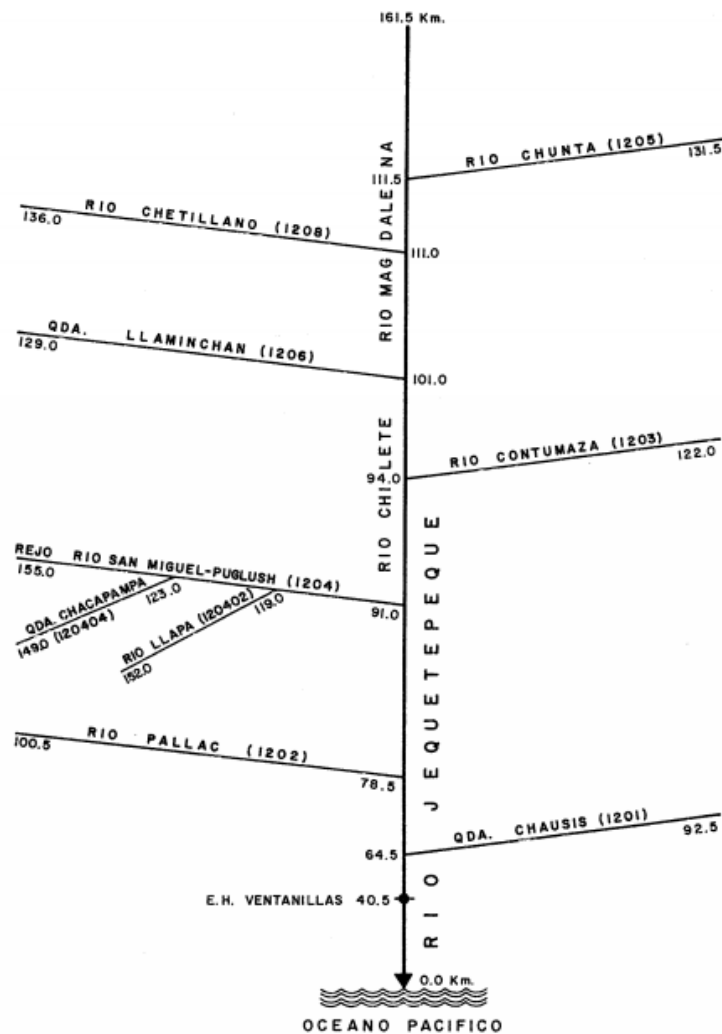 161.5 Km.
RIO CHUNTA (1205)
131.5
111.5
RIO MAGDALENA
RIO CHETILLANO (1208)
136.0
111.0
QDA. LLAMINCHAN (1206)
129.0
101.0
RIO CONTUMAZA (1203)
122.0
94.0
RIO CHILETE
REJO RIO SAN MIGUEL-PUGLUSH (1204)
155.0
91.0
QDA. CHACAPAMPA
123.0
149.0 (120404)
RIO LLAPA (120402)
119.0
152.0
RIO JEQUETEPEQUE
RIO PALLAC (1202)
100.5
78.5
QDA. CHAUSIS (1201)
92.5
64.5
E.H. VENTANILLAS 40.5
0.0 Km.
OCEANO PACIFICO